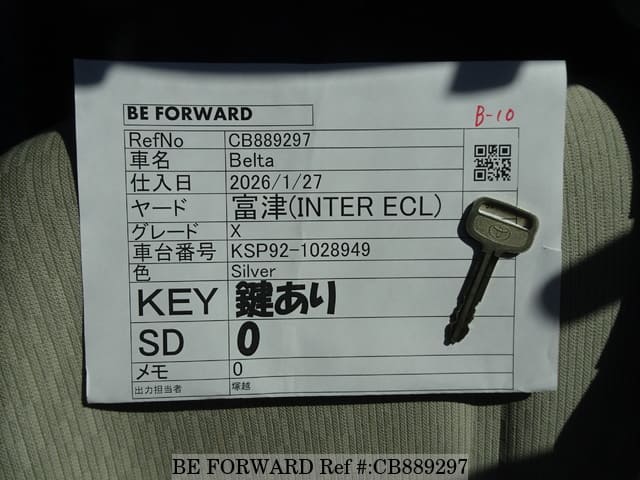 BE FORWARD
B-10
RefNo CB889297
車名 Belta
仕入日 2026/1/27
ヤード 富津(INTER ECL)
グレード X
車台番号 KSP92-1028949
色 Silver
KEY 鍵あり
SD 0
メモ 0
出力担当者 塚越
BE FORWARD Ref #:CB889297